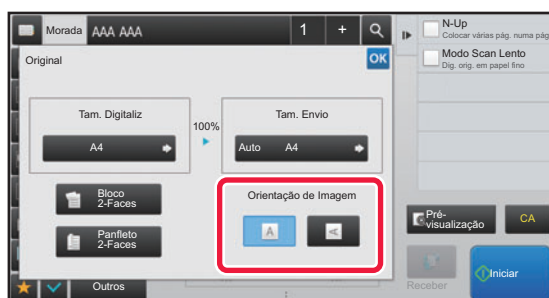 Morada
AAA AAA
1
+
N-Up
Colocar várias pág. numa pág
Modo Scan Lento
Dig. orig. em papel fino
Original
OK
Tam. Digitaliz
100%
Tam. Envio
A4
Auto A4
Bloco
2-Faces
Orientação de Imagem
A
A
Panfleto
2-Faces
Pré-
visualização
CA
Outros
Receber
Iniciar